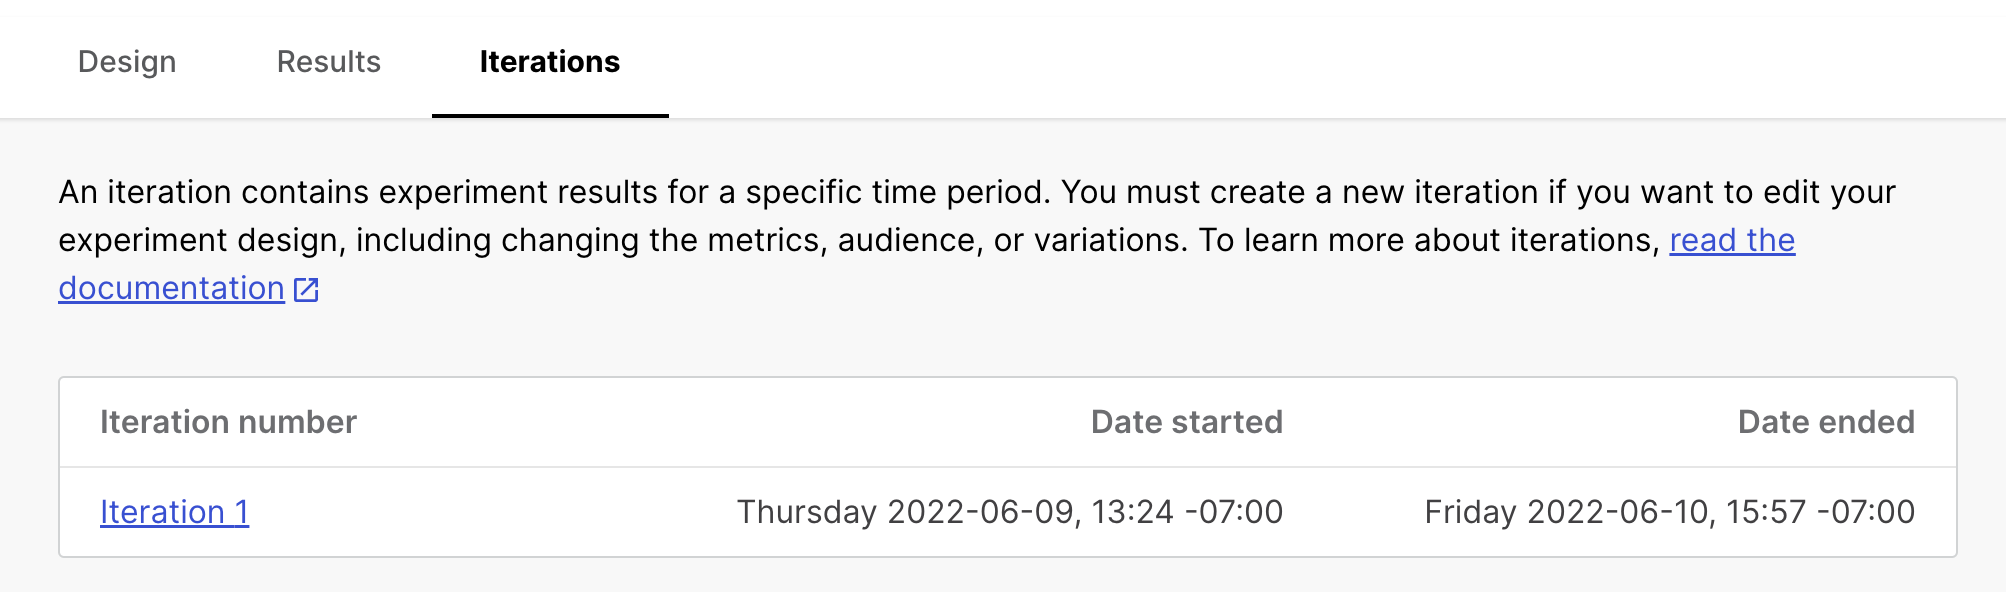 Design Results Iterations
An iteration contains experiment results for a specific time period. You must create a new iteration if you want to edit your
experiment design, including changing the metrics, audience, or variations. To learn more about iterations, read the
documentation
Iteration number Date started Date ended
Iteration 1 Thursday 2022-06-09, 13:24 -07:00 Friday 2022-06-10, 15:57 -07:00